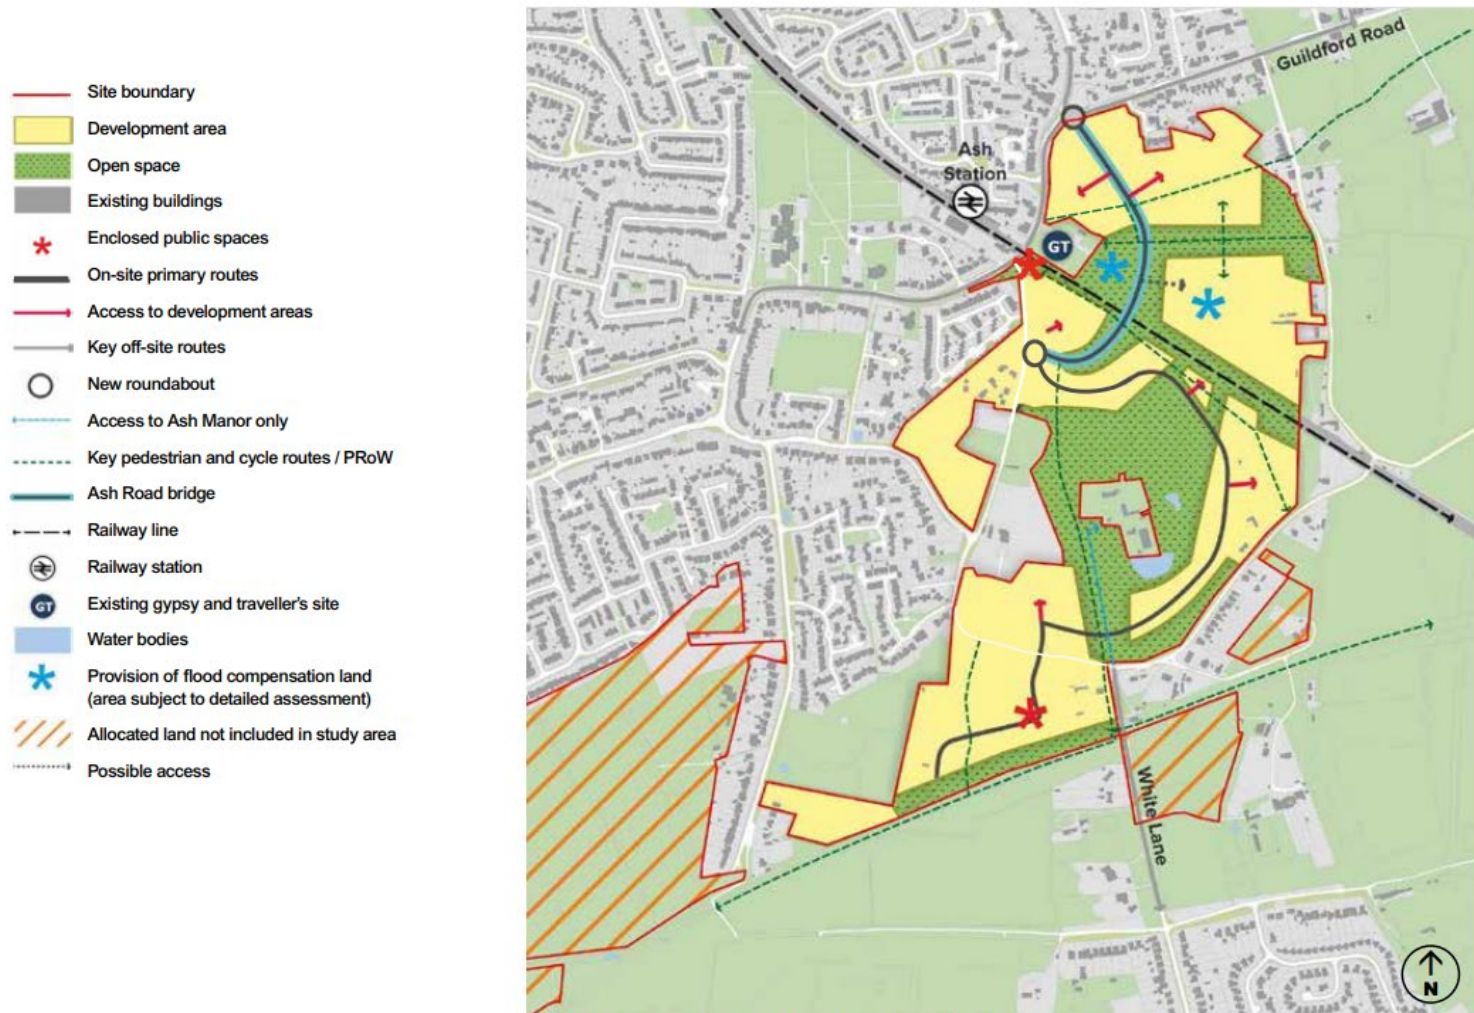 Site boundary
Development area
Open space
Existing buildings
Enclosed public spaces
On-site primary routes
Access to development areas
Key off-site routes
New roundabout
Access to Ash Manor only
Key pedestrian and cycle routes / PRoW
Ash Road bridge
Railway line
Railway station
GT
Existing gypsy and traveller's site
Water bodies
Provision of flood compensation land
(area subject to detailed assessment)
Allocated land not included in study area
Possible access
Guildford Road
Ash
Station
GT
White Lane
N